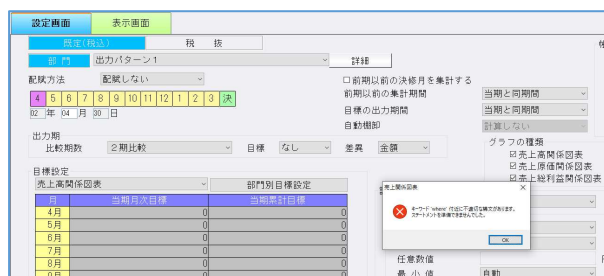 設定画面 表示画面
既定(税込) 税 抜
部 門 出力パターン1 詳細
配賦方法 配賦しない □前期以前の決修月を集計する
前期以前の集計期間 当期と同期間
4 5 6 7 8 9 10 11 12 1 2 3 決
目標の出力期間 当期と同期間
02 年 04 月 30 日
自動棚卸 計算しない
出力期
比較期数 2期比較 目標 なし 差異 金額
グラフの種類
☑売上高関係図表
☑売上原価関係図表
☑売上総利益関係図表
目標設定
売上高関係図表 部門別目標設定
月 当期月次目標 当期累計目標
4月 0 0
5月 0 0
6月 0 0
7月 0 0
8月 0 0
9月 0 0
売上関係図表
キーワード 'where' 付近に不適切な構文があります。
ステートメントを準備できませんでした。
OK
任意数値
最 小 値 自動